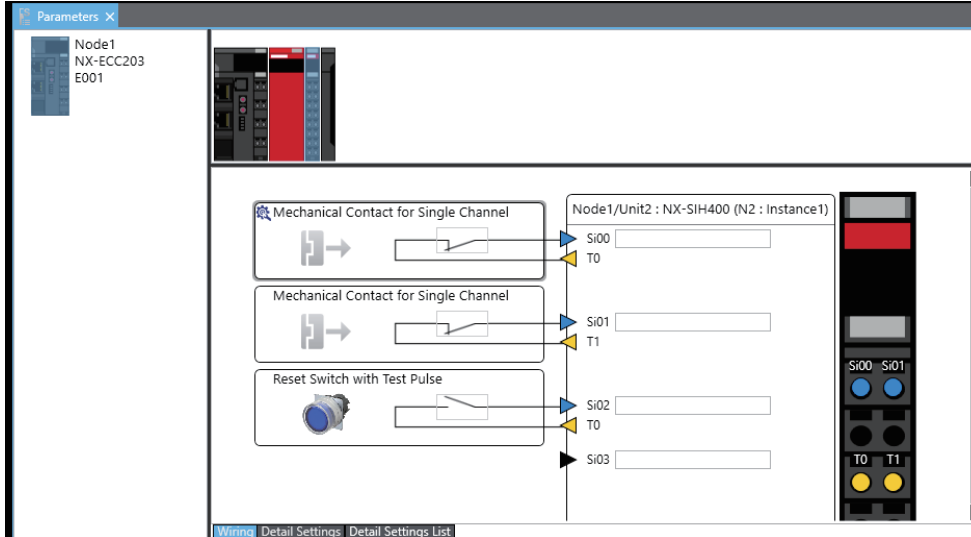 Parameters
Node1
NX-ECC203
E001
Mechanical Contact for Single Channel
Node1/Unit2 : NX-SIH400 (N2 : Instance1)
Si00
T0
Mechanical Contact for Single Channel
Si01
T1
Si00 Si01
Reset Switch with Test Pulse
Si02
T0
Si03
T0 T1
Wiring Detail Settings Detail Settings List